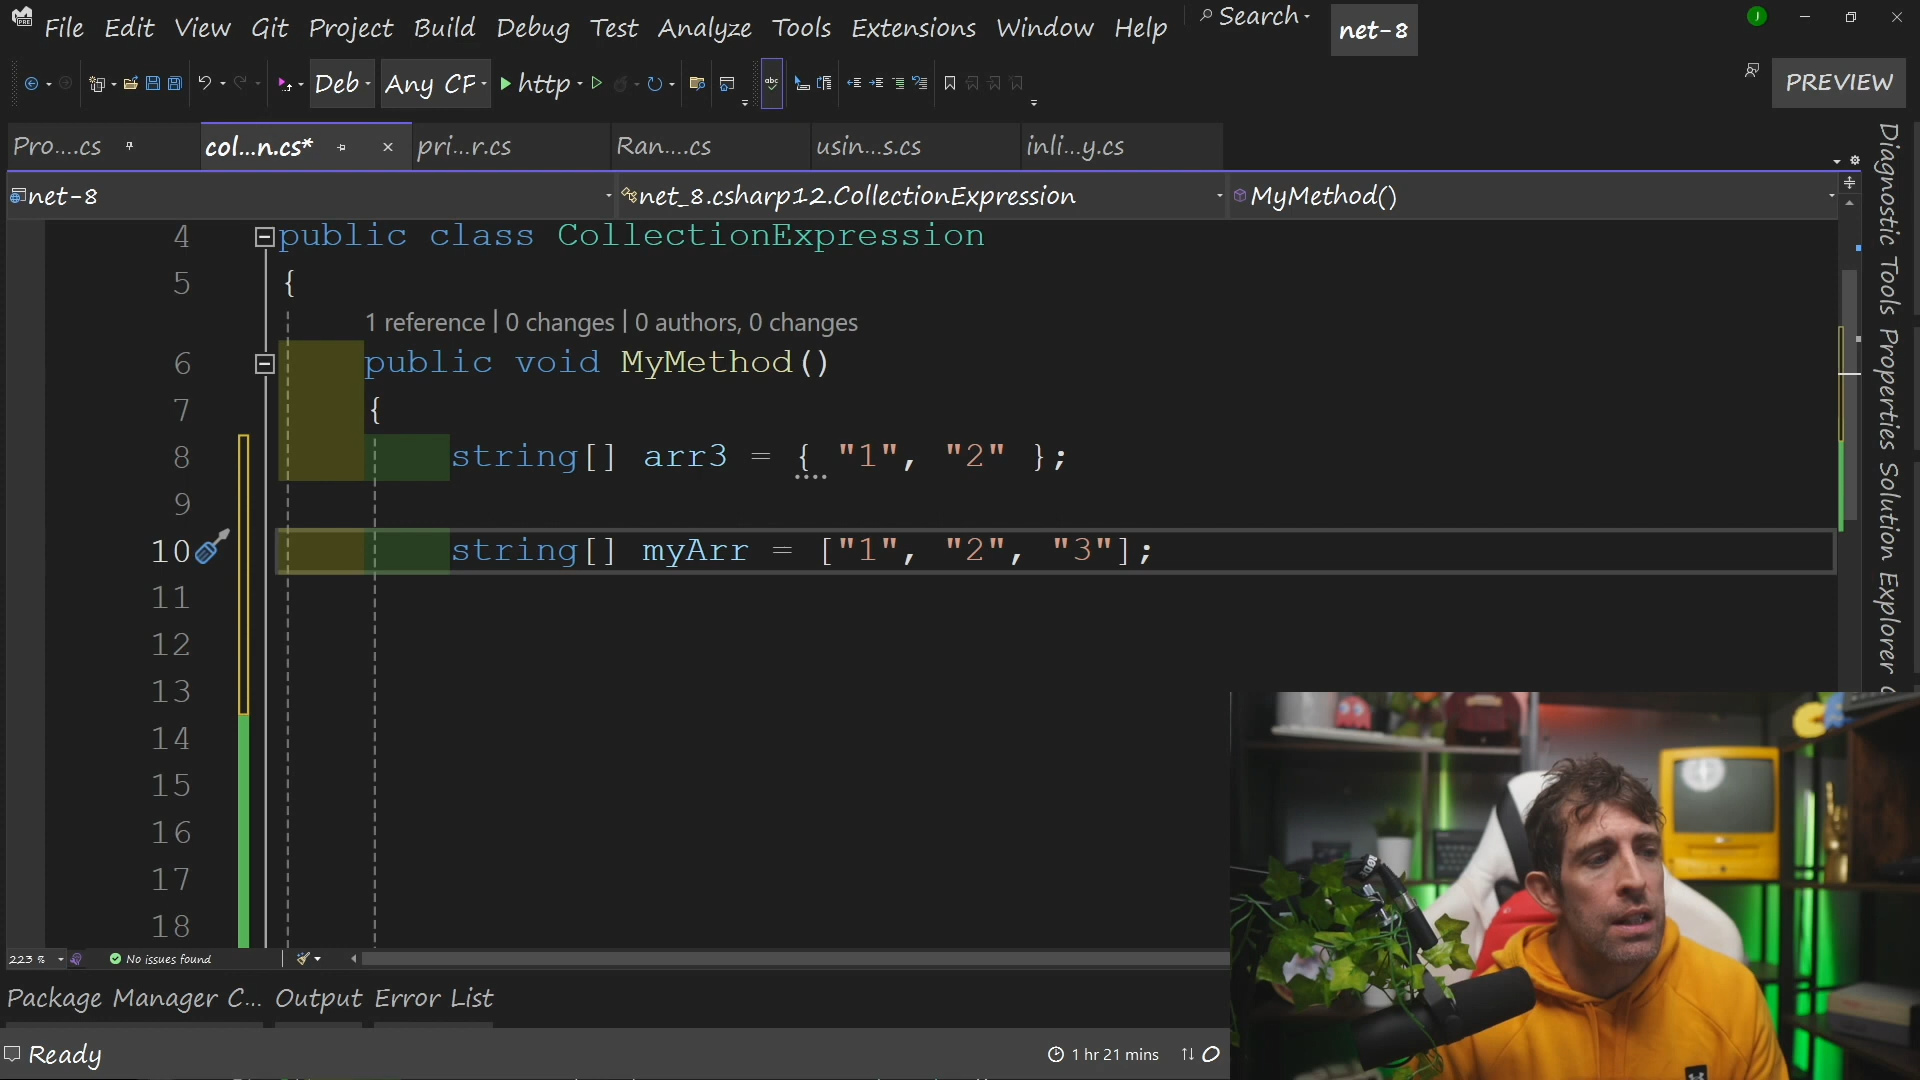 File Edit View Git Project Build Debug Test Analyze Tools Extensions Window Help Search net-8
Deb Any CF http PREVIEW
Pro....cs col...n.cs* pri...r.cs Ran....cs usin...s.cs inli...y.cs
net-8 net_8.csharp12.CollectionExpression MyMethod()
4 public class CollectionExpression
5 {
1 reference | 0 changes | 0 authors, 0 changes
6 public void MyMethod()
7 {
8 string[] arr3 = { "1", "2" };
9
10 string[] myArr = ["1", "2", "3"];
11
12
13
14
15
16
17
18
223 % No issues found
Package Manager C... Output Error List
Ready 1 hr 21 mins
Diagnostic Tools Properties Solution Explorer